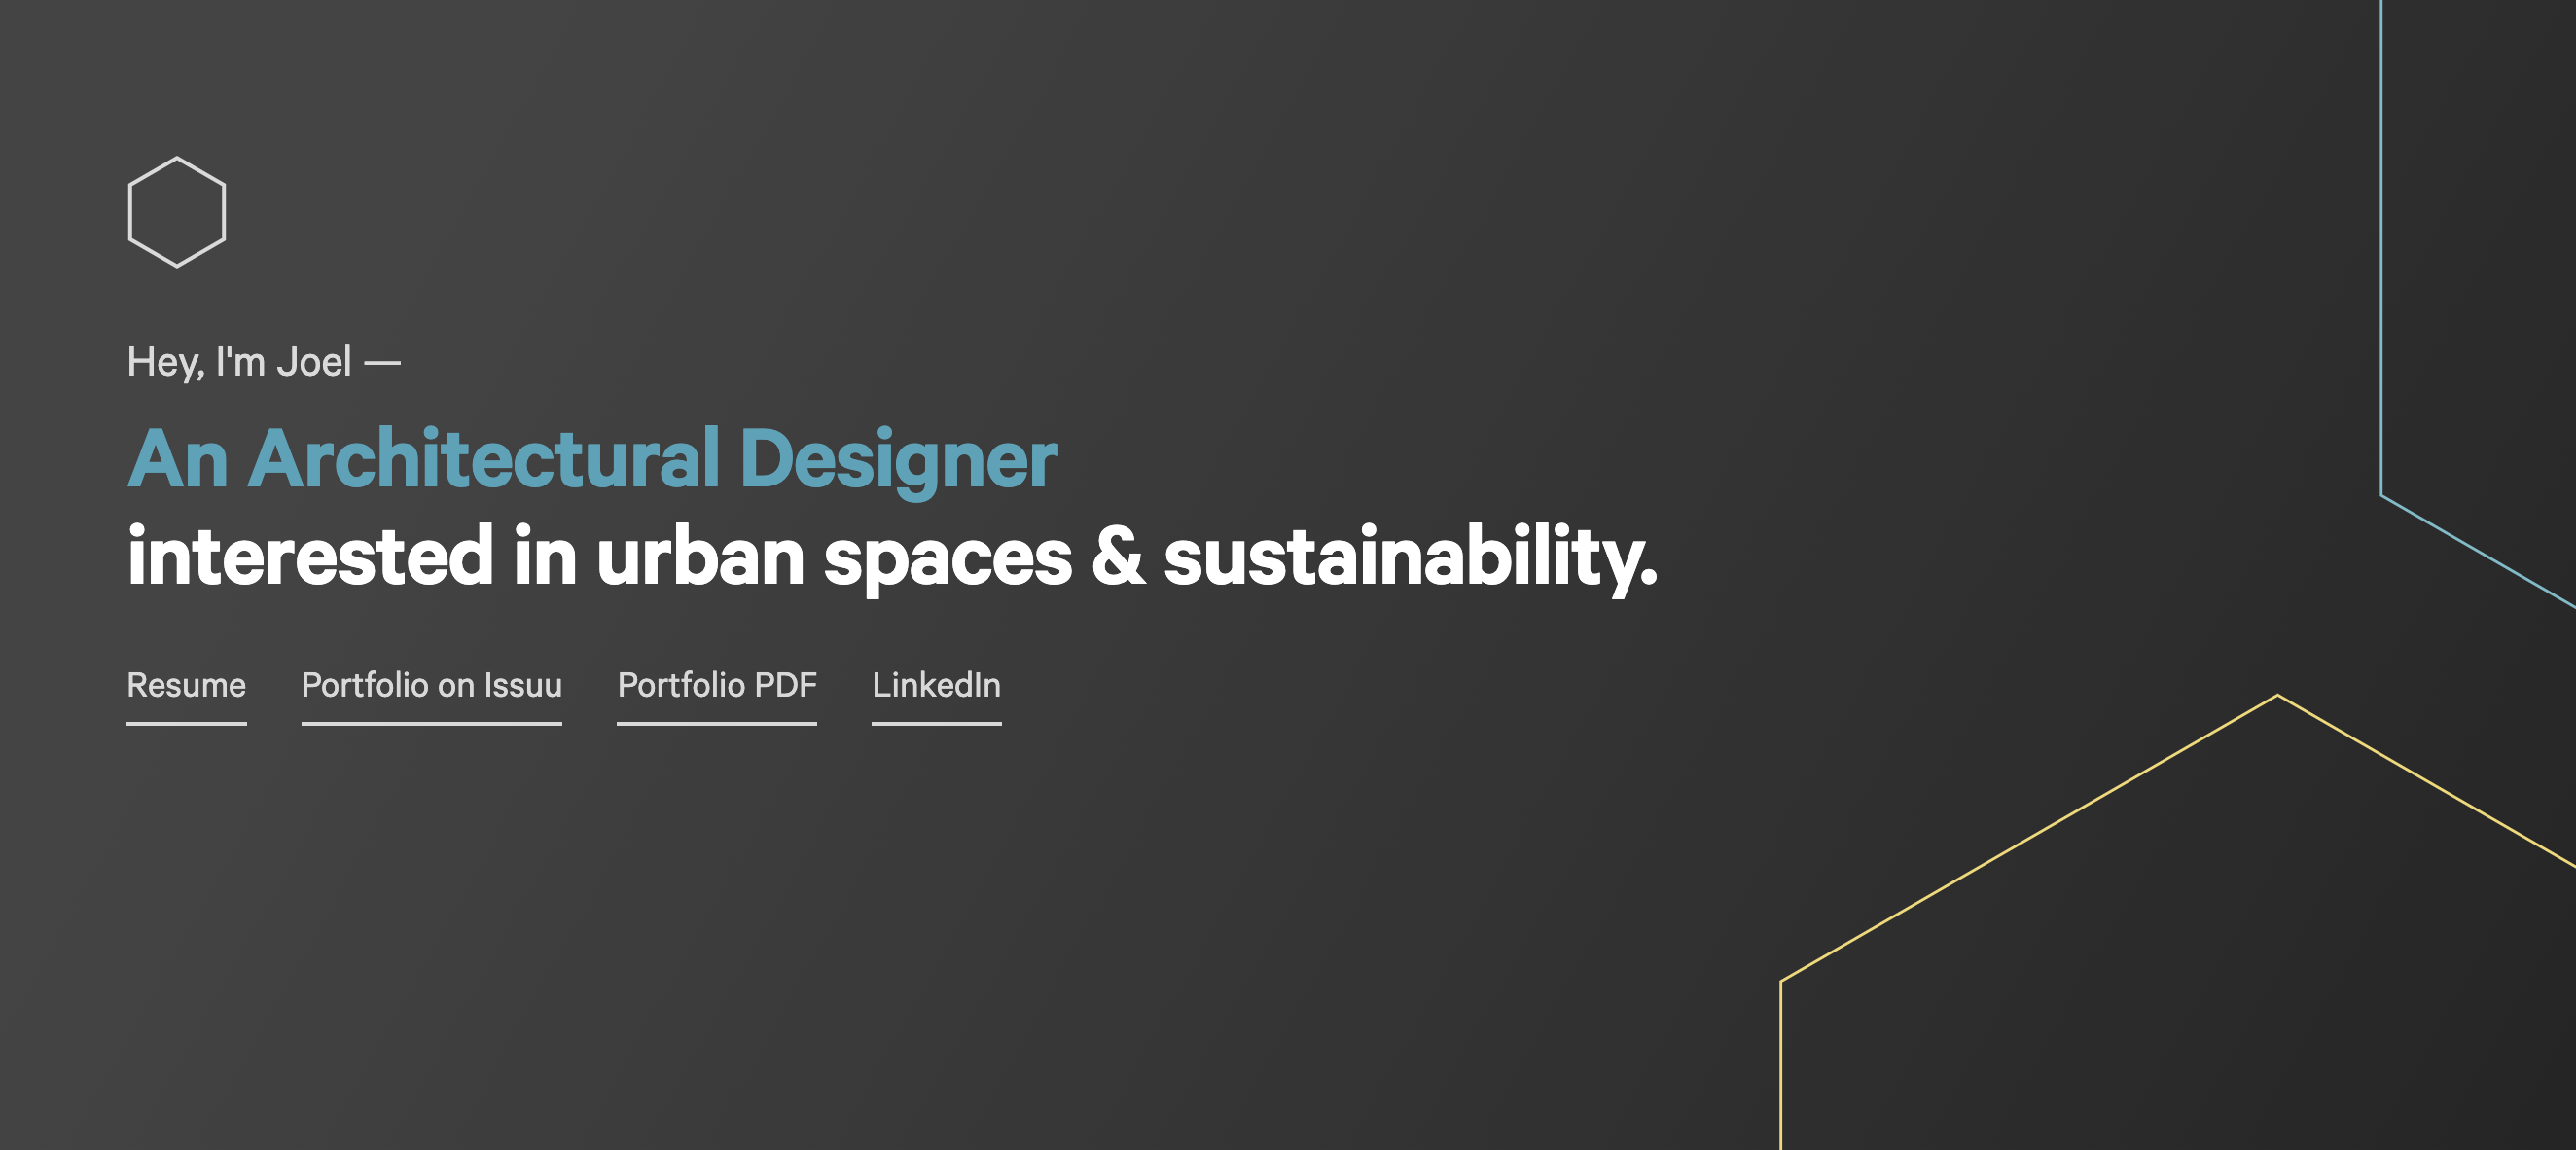 Hey, I'm Joel —
An Architectural Designer
interested in urban spaces & sustainability.
Resume Portfolio on Issuu Portfolio PDF LinkedIn